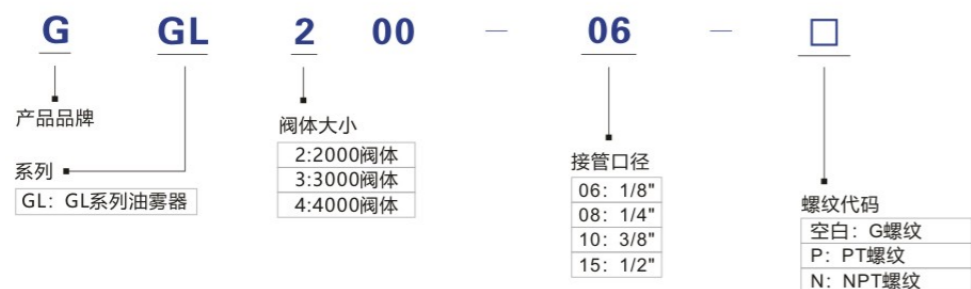 G GL 2 00 — 06 — □
产品品牌
系列
GL：GL系列油雾器
阀体大小
2:2000阀体
3:3000阀体
4:4000阀体
接管口径
06：1/8"
08：1/4"
10：3/8"
15：1/2"
螺纹代码
空白：G螺纹
P：PT螺纹
N：NPT螺纹